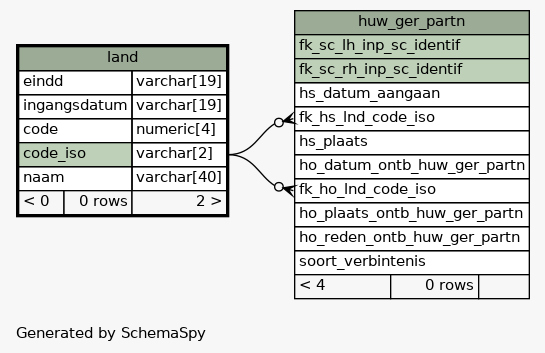 land
eindd varchar[19]
ingangsdatum varchar[19]
code numeric[4]
code_iso varchar[2]
naam varchar[40]
< 0 0 rows 2 >
huw_ger_partn
fk_sc_lh_inp_sc_identif
fk_sc_rh_inp_sc_identif
hs_datum_aangaan
fk_hs_lnd_code_iso
hs_plaats
ho_datum_ontb_huw_ger_partn
fk_ho_lnd_code_iso
ho_plaats_ontb_huw_ger_partn
ho_reden_ontb_huw_ger_partn
soort_verbintenis
< 4 0 rows
Generated by SchemaSpy